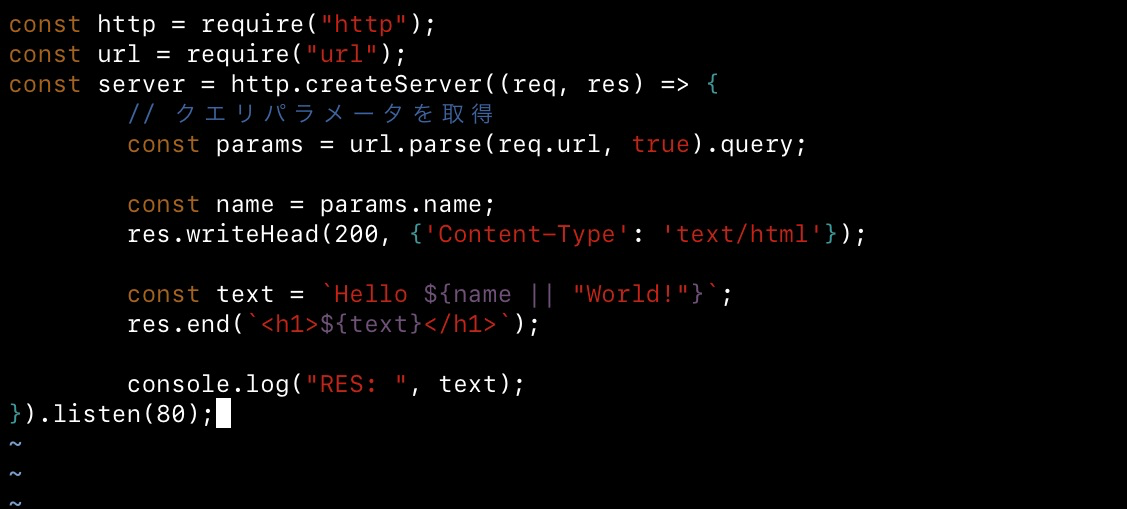 const http = require("http");
const url = require("url");
const server = http.createServer((req, res) => {
        // クエリパラメータを取得
        const params = url.parse(req.url, true).query;

        const name = params.name;
        res.writeHead(200, {'Content-Type': 'text/html'});

        const text = `Hello ${name || "World!"}`;
        res.end(`<h1>${text}</h1>`);

        console.log("RES: ", text);
}).listen(80);
~
~
~